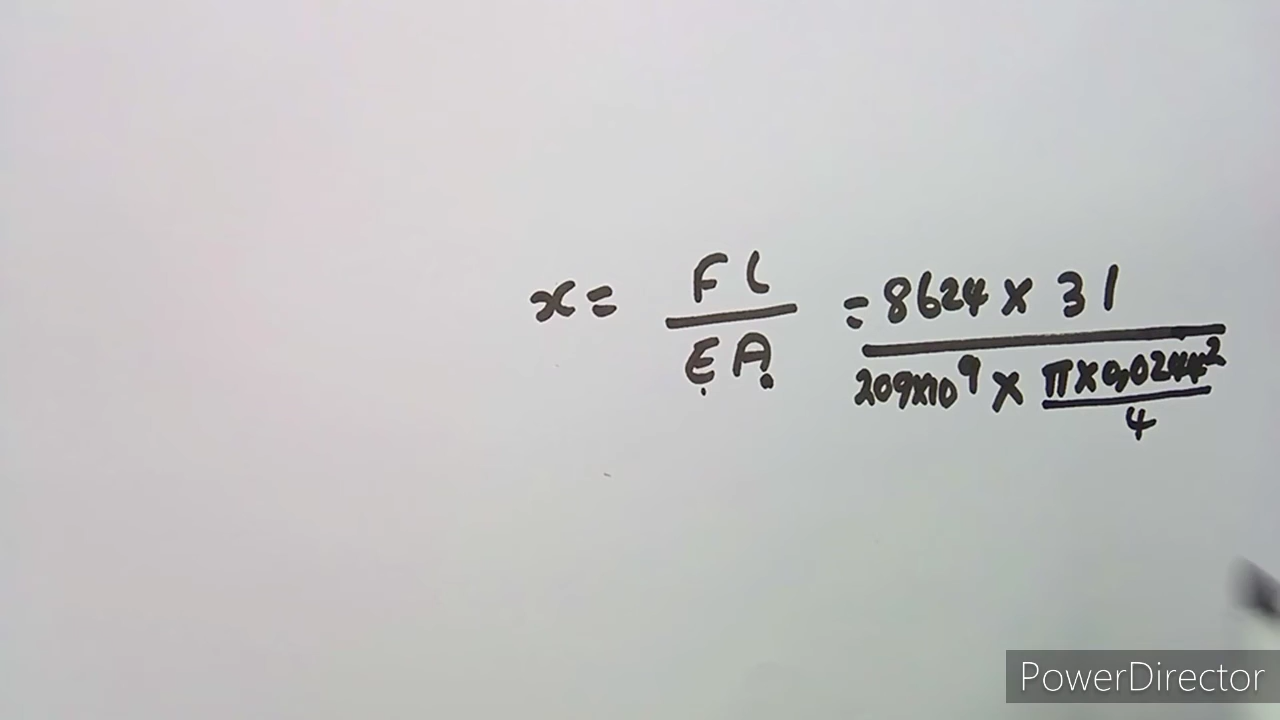 x = Fl / EA = 8624 × 31 / 209×10⁹ × π×0,0244² / 4
PowerDirector